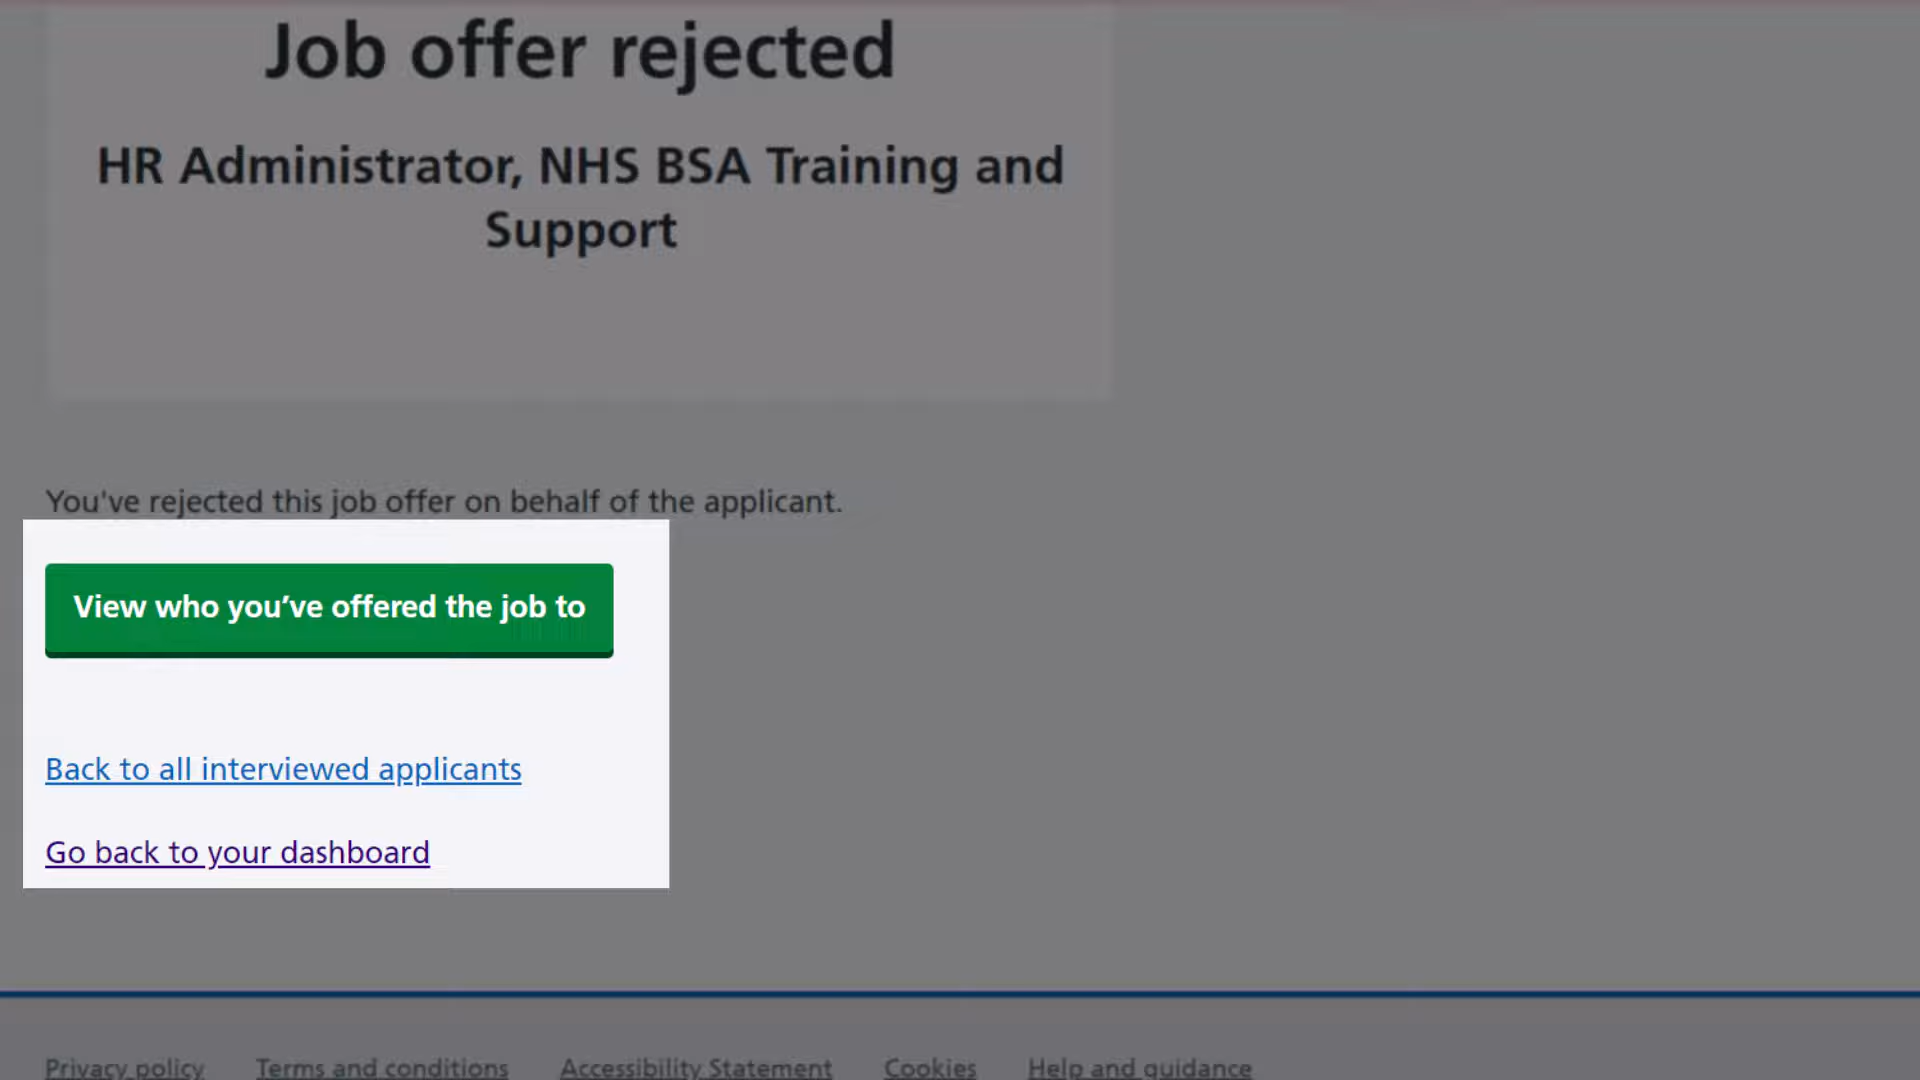 Job offer rejected
HR Administrator, NHS BSA Training and
Support
You've rejected this job offer on behalf of the applicant.
View who you’ve offered the job to
Back to all interviewed applicants
Go back to your dashboard
Privacy policy Terms and conditions Accessibility Statement Cookies Help and guidance